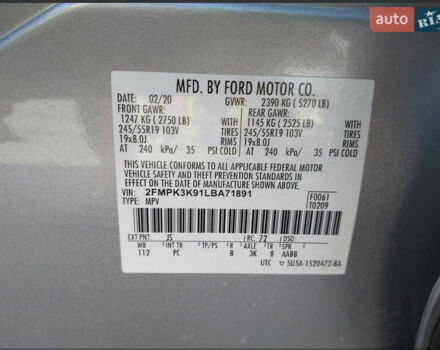 auto RIA
MFD. BY FORD MOTOR CO.
DATE: 02/20 GVWR: 2390 KG ( 5270 LB)
FRONT GAWR: REAR GAWR:
1247 KG ( 2750 LB) WITH 1145 KG ( 2525 LB) WITH
245/55R19 103V TIRES 245/55R19 103V TIRES
19x8.0J RIMS 19x8.0J RIMS
AT 240 kPa/ 35 PSI COLD AT 240 kPa/ 35 PSI COLD
THIS VEHICLE CONFORMS TO ALL APPLICABLE FEDERAL MOTOR
VEHICLE SAFETY AND THEFT PREVENTION STANDARDS IN
EFFECT ON THE DATE OF MANUFACTURE SHOWN ABOVE.
VIN: 2FMPK3K91LBA71891 F0061
TYPE: MPV T0209
EXT PNT: JS RC: 72 DSO:
WB INT TR TP/PS R TR SPR
112 PC B 3K 8 AABB
UTC 5U5A-1520472-BA